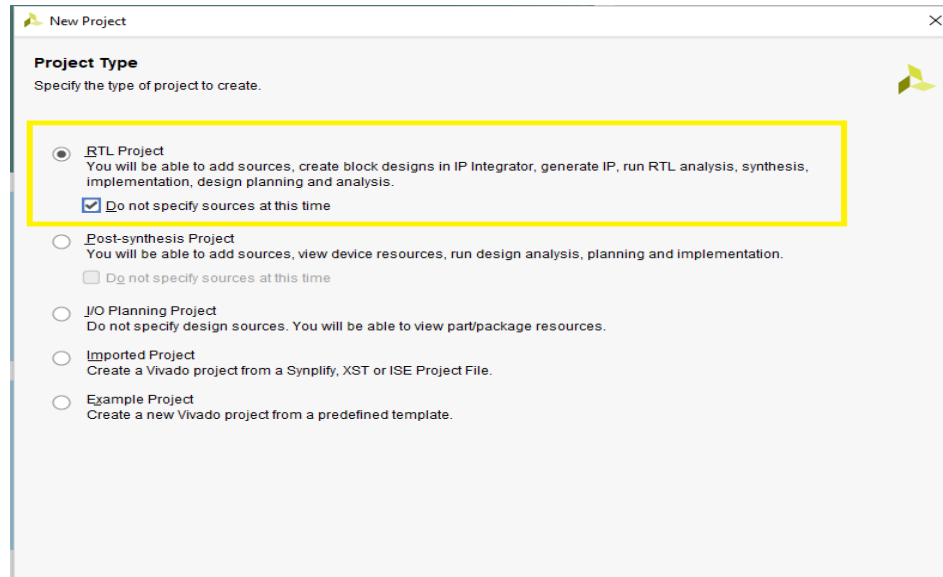 New Project
Project Type
Specify the type of project to create.
RTL Project
You will be able to add sources, create block designs in IP Integrator, generate IP, run RTL analysis, synthesis,
implementation, design planning and analysis.
Do not specify sources at this time
Post-synthesis Project
You will be able to add sources, view device resources, run design analysis, planning and implementation.
Do not specify sources at this time
I/O Planning Project
Do not specify design sources. You will be able to view part/package resources.
Imported Project
Create a Vivado project from a Synplify, XST or ISE Project File.
Example Project
Create a new Vivado project from a predefined template.